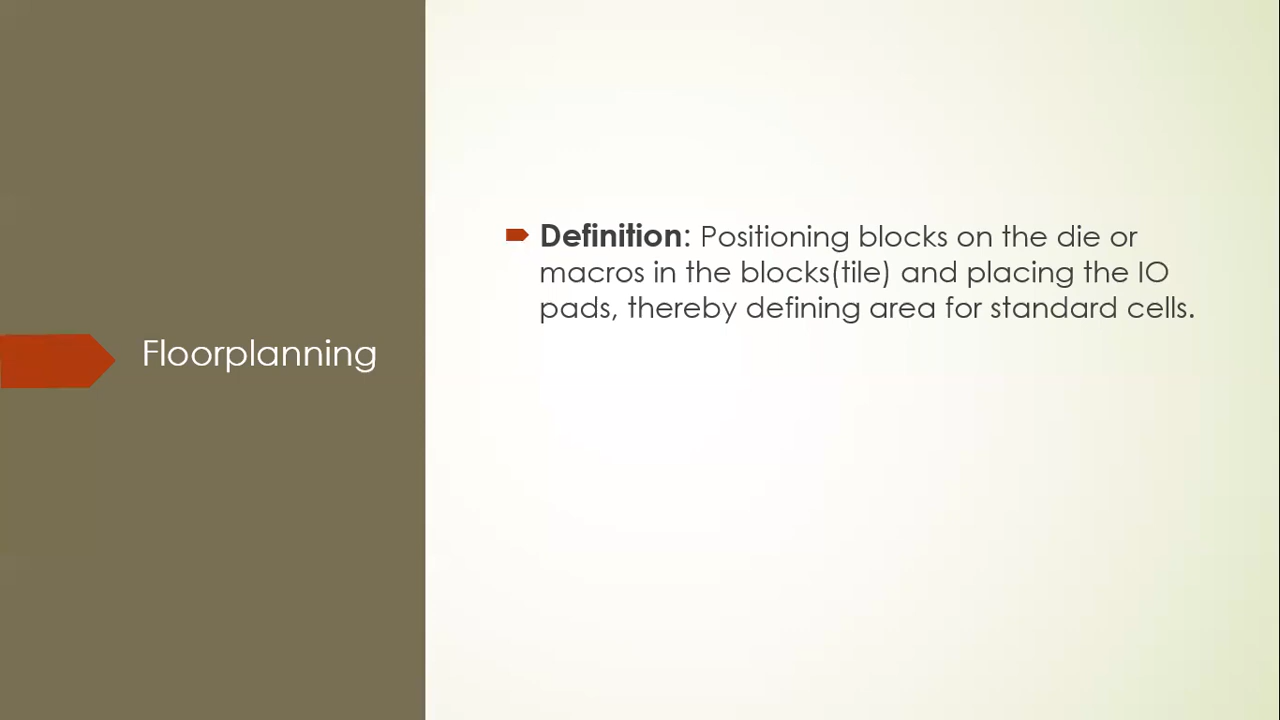 Floorplanning
Definition: Positioning blocks on the die or
macros in the blocks(tile) and placing the IO
pads, thereby defining area for standard cells.